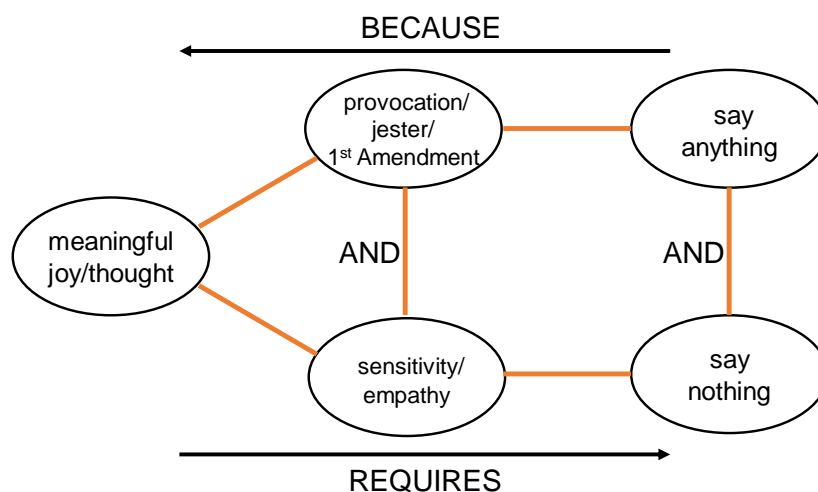 BECAUSE
provocation/
jester/
1st Amendment
say
anything
meaningful
joy/thought
AND
AND
sensitivity/
empathy
say
nothing
REQUIRES